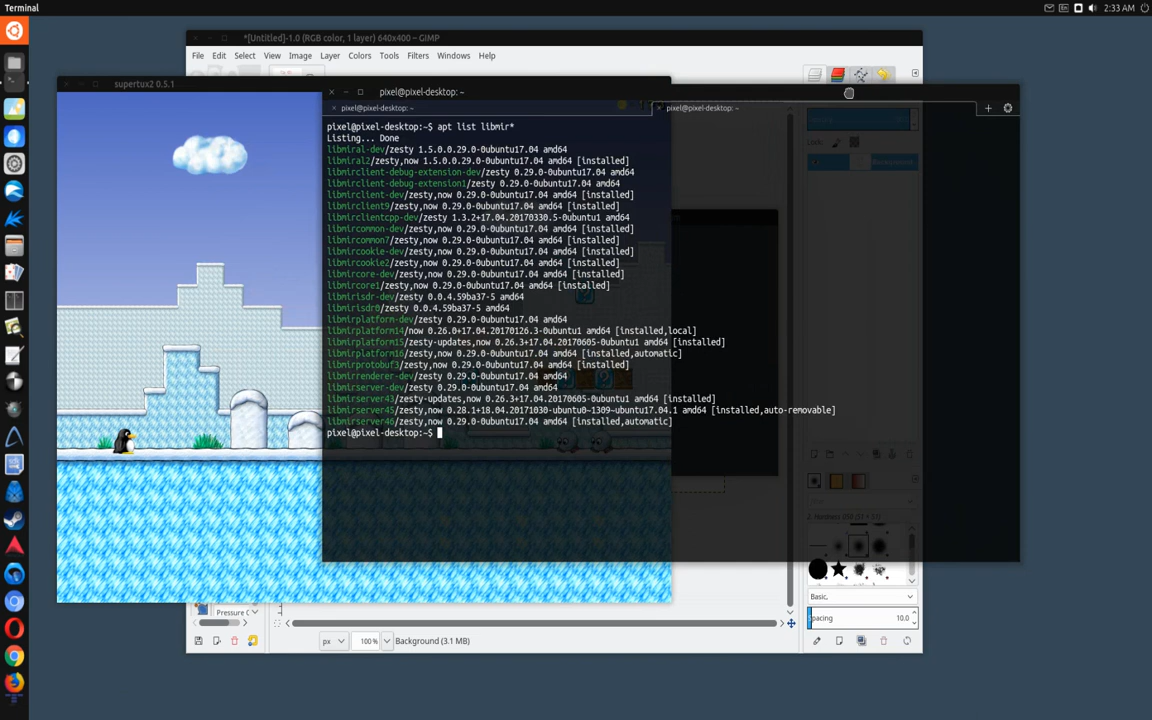 Terminal
En
2:33 AM
*[Untitled]-1.0 (RGB color, 1 layer) 640x400 – GIMP
File Edit Select View Image Layer Colors Tools Filters Windows Help
supertux2 0.5.1
pixel@pixel-desktop: ~
pixel@pixel-desktop: ~
pixel@pixel-desktop: ~
pixel@pixel-desktop:~$ apt list libmir*
Listing... Done
libmiral-dev/zesty 1.5.0.0.29.0-0ubuntu17.04 amd64
libmiral2/zesty,now 1.5.0.0.29.0-0ubuntu17.04 amd64 [installed]
libmirclient-debug-extension-dev/zesty 0.29.0-0ubuntu17.04 amd64
libmirclient-debug-extension1/zesty 0.29.0-0ubuntu17.04 amd64
libmirclient-dev/zesty,now 0.29.0-0ubuntu17.04 amd64 [installed]
libmirclient9/zesty,now 0.29.0-0ubuntu17.04 amd64 [installed]
libmirclientcpp-dev/zesty 1.3.2+17.04.20170330.5-0ubuntu1 amd64
libmircommon-dev/zesty,now 0.29.0-0ubuntu17.04 amd64 [installed]
libmircommon7/zesty,now 0.29.0-0ubuntu17.04 amd64 [installed]
libmircookie-dev/zesty,now 0.29.0-0ubuntu17.04 amd64 [installed]
libmircookie2/zesty,now 0.29.0-0ubuntu17.04 amd64 [installed]
libmircore-dev/zesty,now 0.29.0-0ubuntu17.04 amd64 [installed]
libmircore1/zesty,now 0.29.0-0ubuntu17.04 amd64 [installed]
libmirisdr-dev/zesty 0.0.4.59ba37-5 amd64
libmirisdr0/zesty 0.0.4.59ba37-5 amd64
libmirplatform-dev/zesty 0.29.0-0ubuntu17.04 amd64
libmirplatform14/now 0.26.0+17.04.20170126.3-0ubuntu1 amd64 [installed,local]
libmirplatform15/zesty-updates,now 0.26.3+17.04.20170605-0ubuntu1 amd64 [installed]
libmirplatform16/zesty,now 0.29.0-0ubuntu17.04 amd64 [installed,automatic]
libmirprotobuf3/zesty,now 0.29.0-0ubuntu17.04 amd64 [installed]
libmirrenderer-dev/zesty 0.29.0-0ubuntu17.04 amd64
libmirserver-dev/zesty 0.29.0-0ubuntu17.04 amd64
libmirserver43/zesty-updates,now 0.26.3+17.04.20170605-0ubuntu1 amd64 [installed]
libmirserver45/zesty,now 0.28.1+18.04.20171030-0ubuntu0~1309~ubuntu17.04.1 amd64 [installed,auto-removable]
libmirserver46/zesty,now 0.29.0-0ubuntu17.04 amd64 [installed,automatic]
pixel@pixel-desktop:~$
Lock:
Background
2. Hardness 050 (51 × 51)
Basic,
Spacing 10.0
Pressure
px 100% Background (3.1 MB)